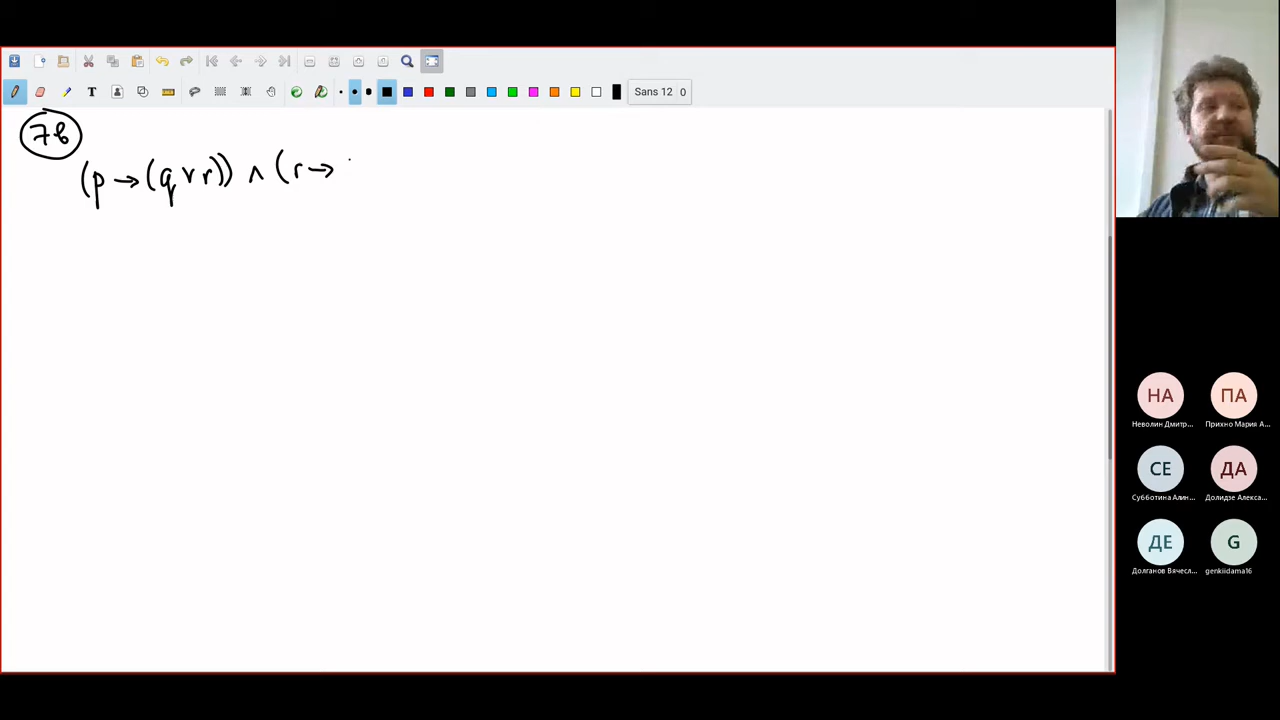 Sans 12 0
7в
(p → (q ∨ r)) ∧ (r →
НА
ПА
Неволин Дмитр...
Прихно Мария А...
СЕ
ДА
Субботина Алин...
Долидзе Алекса...
ДЕ
G
Долганов Вячесл...
genkiidama16